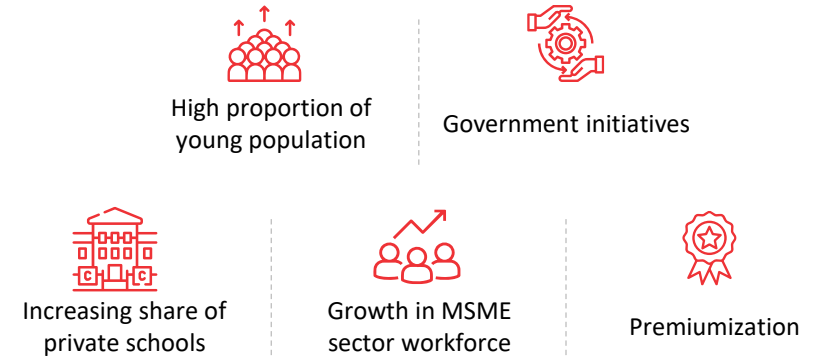 High proportion of
young population
Government initiatives
C
C
Increasing share of
private schools
Growth in MSME
sector workforce
Premiumization